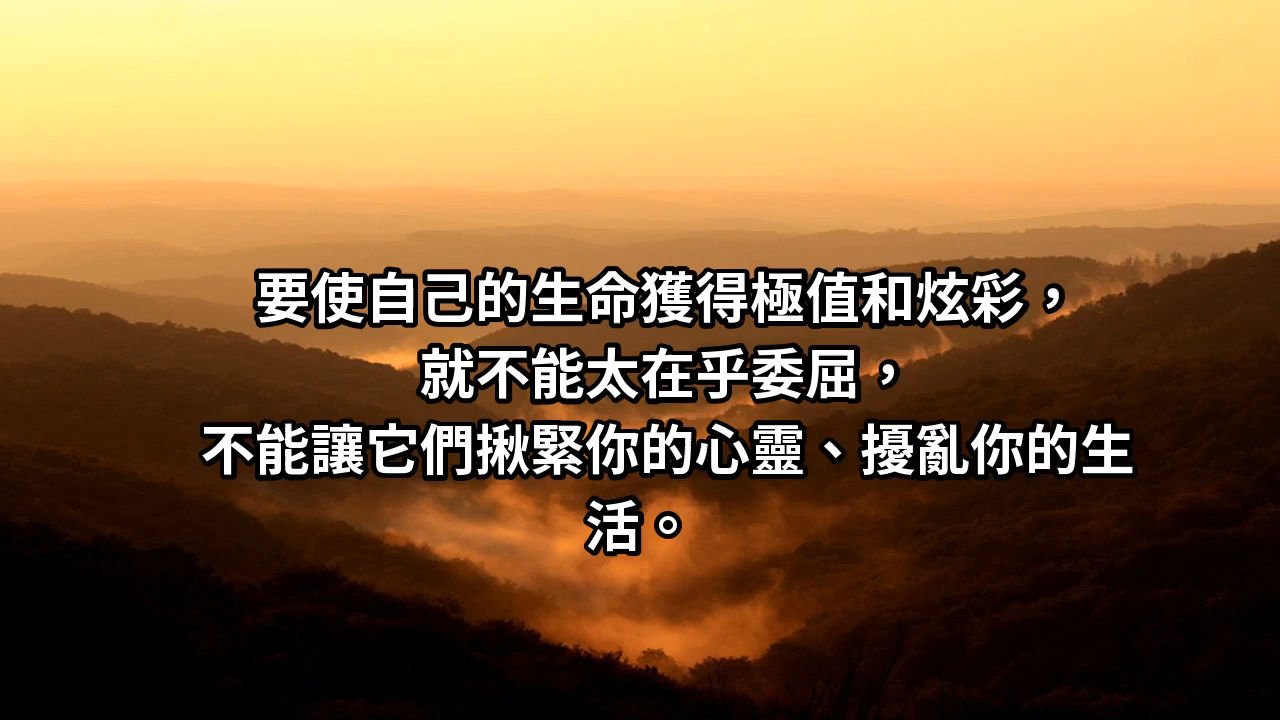 要使自己的生命獲得極值和炫彩，
就不能太在乎委屈，
不能讓它們揪緊你的心靈、擾亂你的生
活。